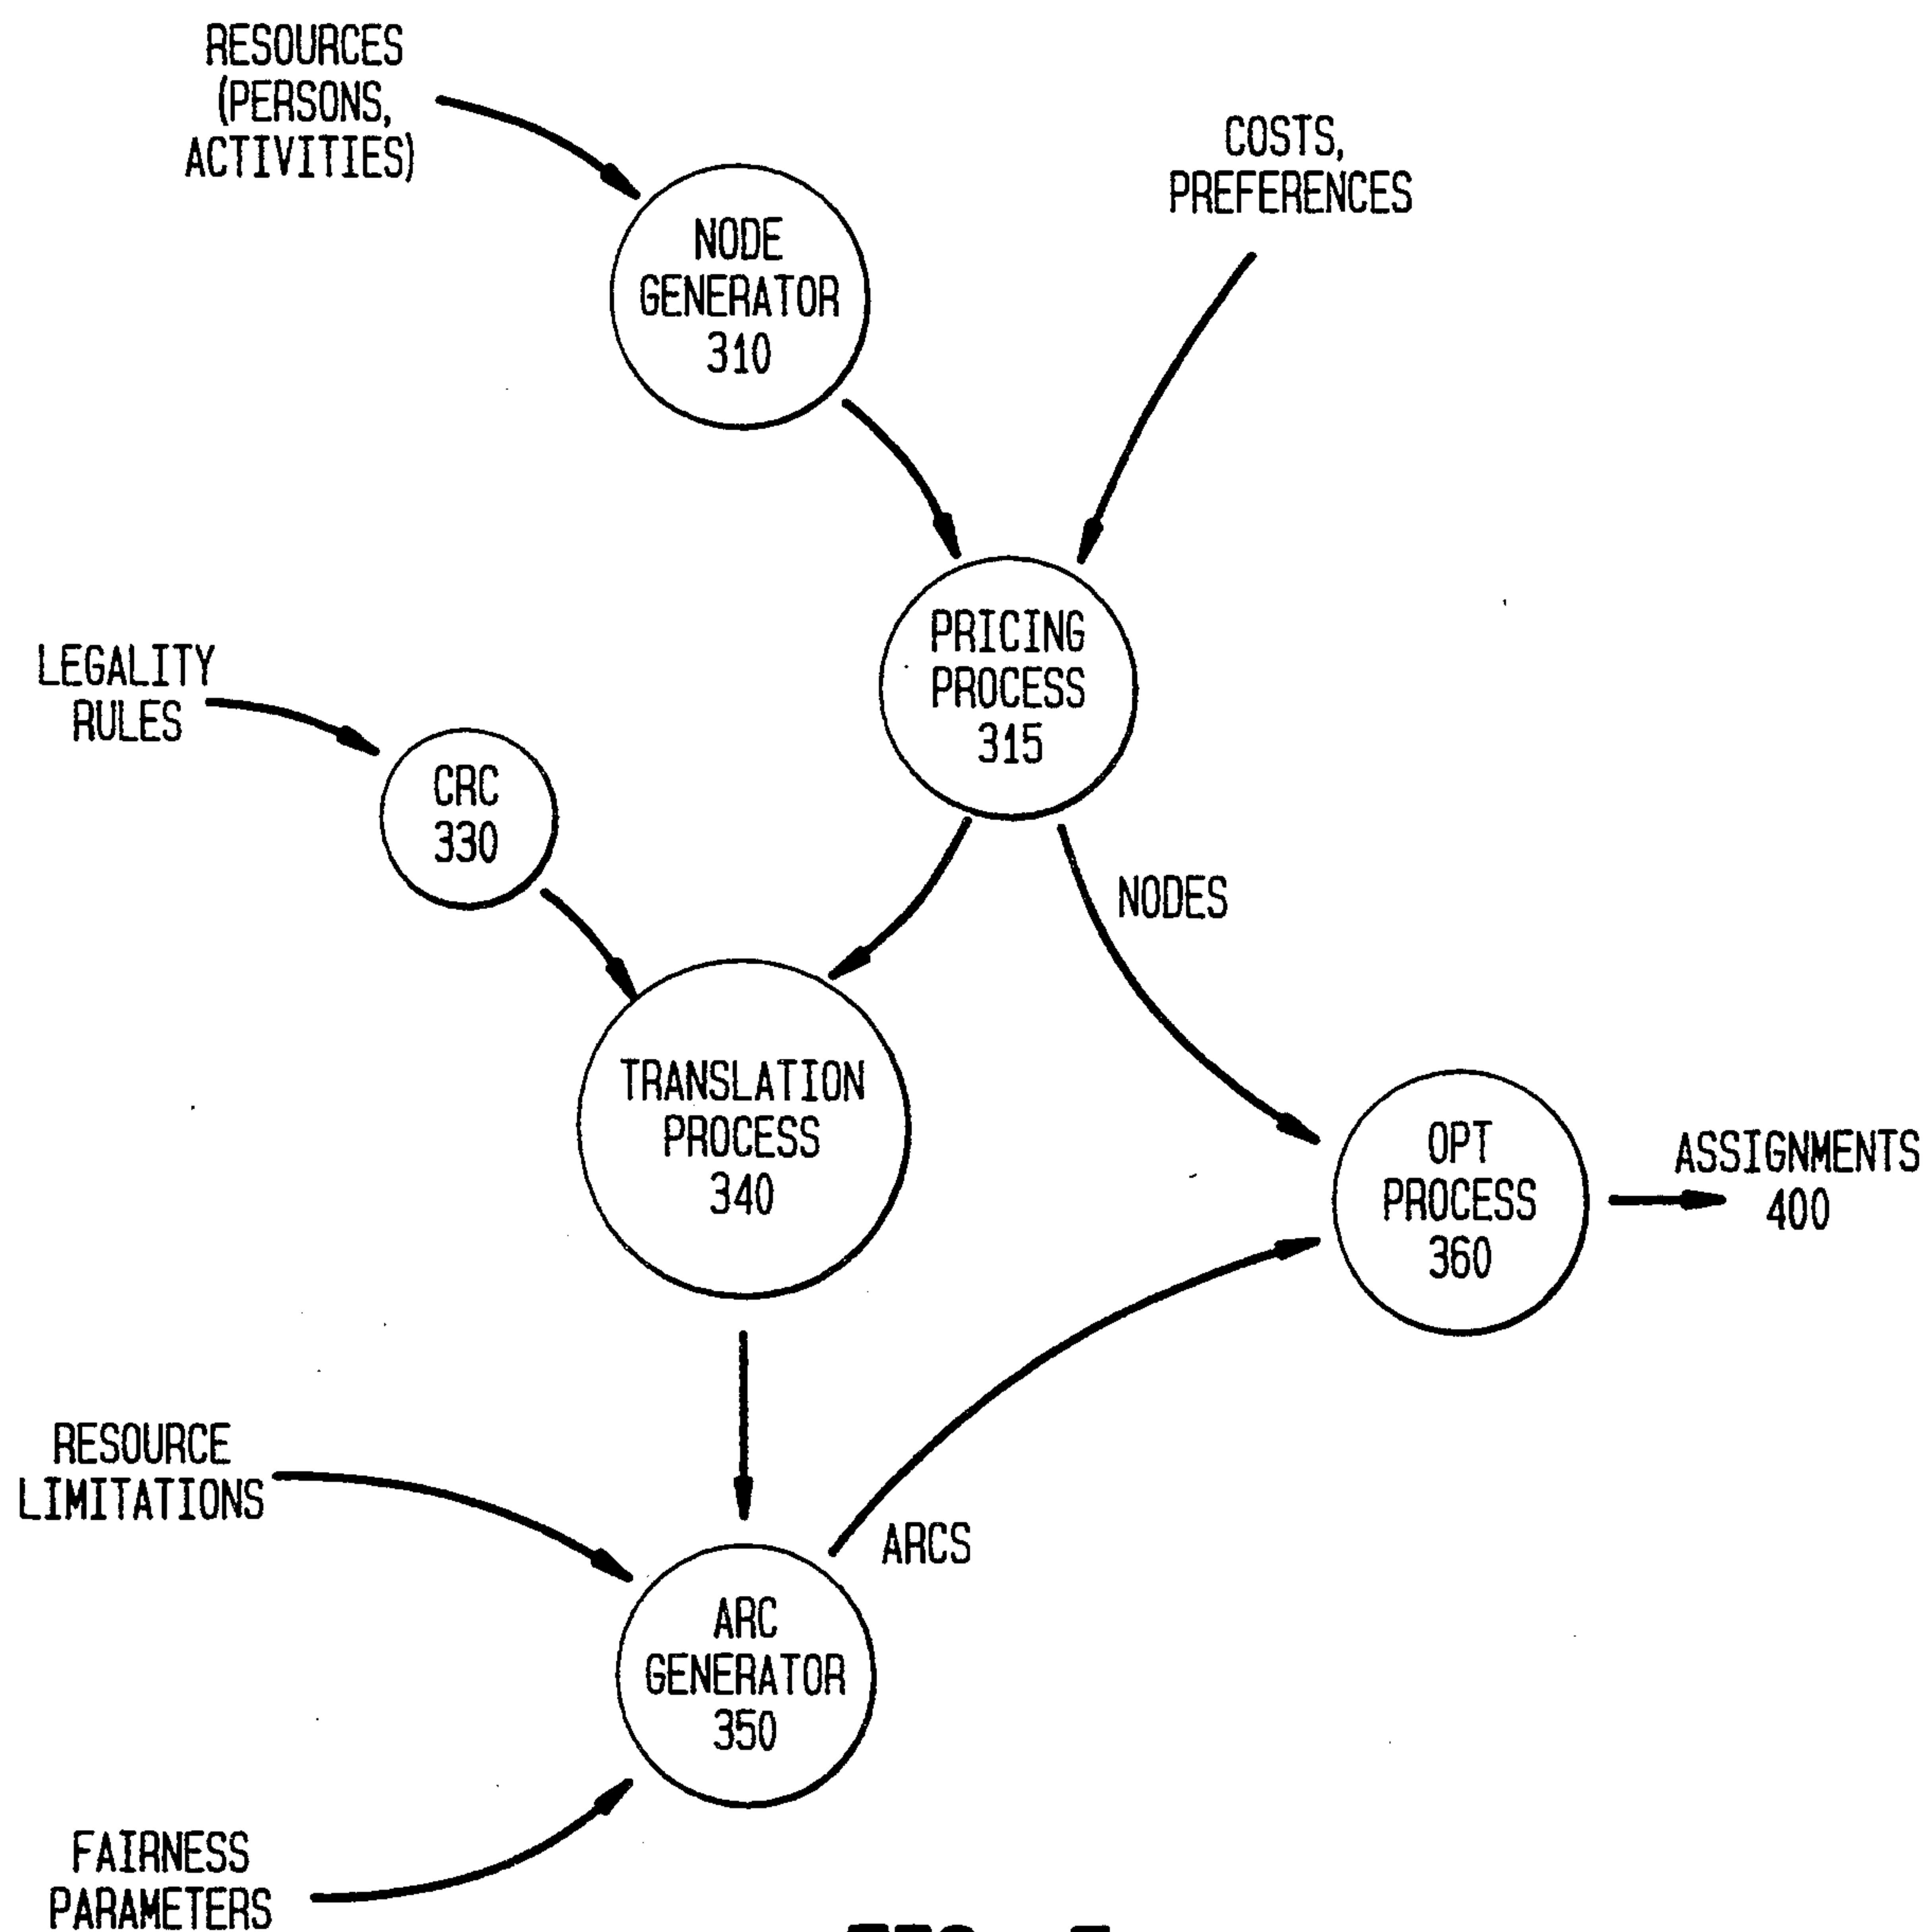 RESOURCES
(PERSONS,
ACTIVITIES)
COSTS,
PREFERENCES
NODE
GENERATOR
310
PRICING
PROCESS
315
LEGALITY
RULES
CRC
330
NODES
TRANSLATION
PROCESS
340
OPT
PROCESS
360
ASSIGNMENTS
400
RESOURCE
LIMITATIONS
ARCS
ARC
GENERATOR
350
FAIRNESS
PARAMETERS